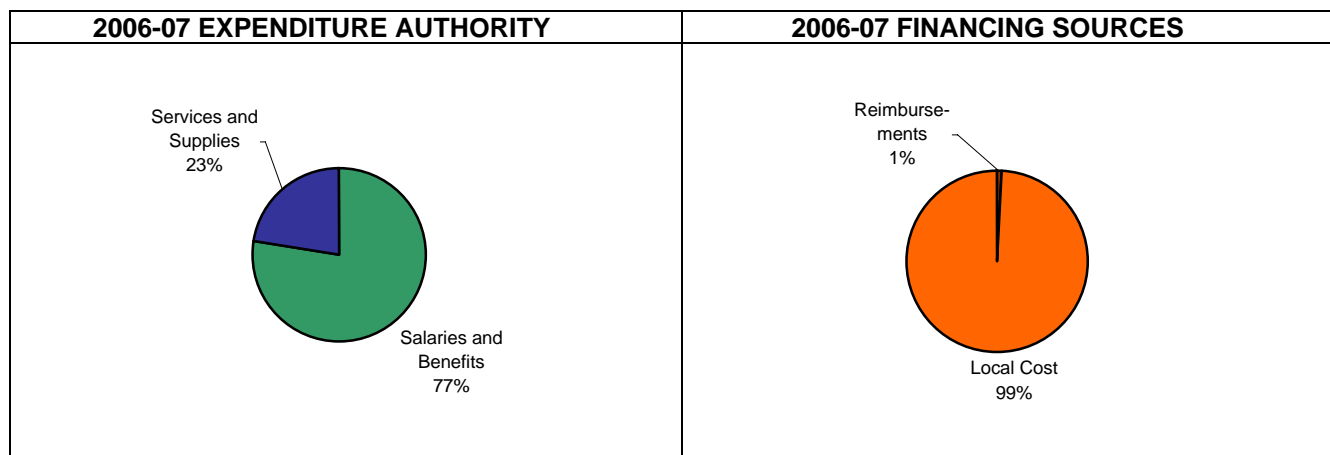 2006-07 EXPENDITURE AUTHORITY
Services and
Supplies
23%
Salaries and
Benefits
77%
2006-07 FINANCING SOURCES
Reimburse-
ments
1%
Local Cost
99%